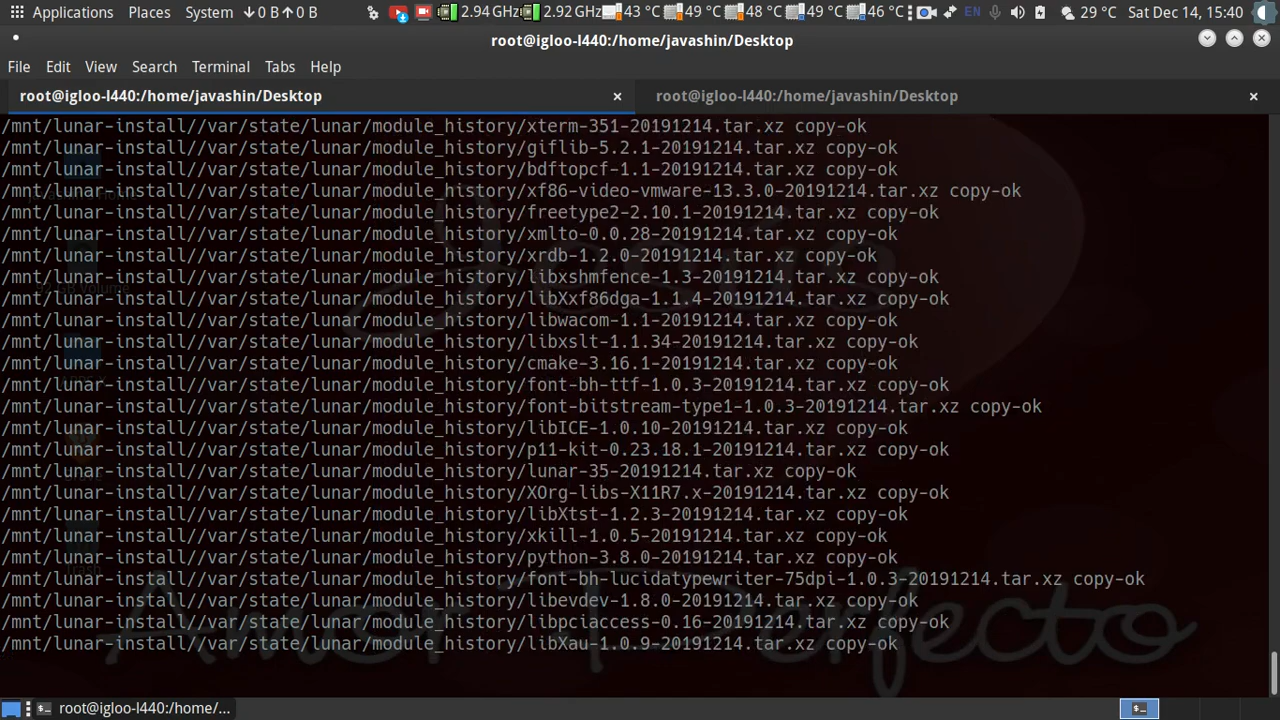 Applications Places System 0 B 0 B 2.94 GHz 2.92 GHz 43 °C 49 °C 48 °C 49 °C 46 °C EN 29 °C Sat Dec 14, 15:40
root@igloo-l440:/home/javashin/Desktop
File Edit View Search Terminal Tabs Help
root@igloo-l440:/home/javashin/Desktop × root@igloo-l440:/home/javashin/Desktop ×
/mnt/lunar-install//var/state/lunar/module_history/xterm-351-20191214.tar.xz copy-ok
/mnt/lunar-install//var/state/lunar/module_history/giflib-5.2.1-20191214.tar.xz copy-ok
/mnt/lunar-install//var/state/lunar/module_history/bdftopcf-1.1-20191214.tar.xz copy-ok
/mnt/lunar-install//var/state/lunar/module_history/xf86-video-vmware-13.3.0-20191214.tar.xz copy-ok
/mnt/lunar-install//var/state/lunar/module_history/freetype2-2.10.1-20191214.tar.xz copy-ok
/mnt/lunar-install//var/state/lunar/module_history/xmlto-0.0.28-20191214.tar.xz copy-ok
/mnt/lunar-install//var/state/lunar/module_history/xrdb-1.2.0-20191214.tar.xz copy-ok
/mnt/lunar-install//var/state/lunar/module_history/libxshmfence-1.3-20191214.tar.xz copy-ok
/mnt/lunar-install//var/state/lunar/module_history/libXxf86dga-1.1.4-20191214.tar.xz copy-ok
/mnt/lunar-install//var/state/lunar/module_history/libwacom-1.1-20191214.tar.xz copy-ok
/mnt/lunar-install//var/state/lunar/module_history/libxslt-1.1.34-20191214.tar.xz copy-ok
/mnt/lunar-install//var/state/lunar/module_history/cmake-3.16.1-20191214.tar.xz copy-ok
/mnt/lunar-install//var/state/lunar/module_history/font-bh-ttf-1.0.3-20191214.tar.xz copy-ok
/mnt/lunar-install//var/state/lunar/module_history/font-bitstream-type1-1.0.3-20191214.tar.xz copy-ok
/mnt/lunar-install//var/state/lunar/module_history/libICE-1.0.10-20191214.tar.xz copy-ok
/mnt/lunar-install//var/state/lunar/module_history/p11-kit-0.23.18.1-20191214.tar.xz copy-ok
/mnt/lunar-install//var/state/lunar/module_history/lunar-35-20191214.tar.xz copy-ok
/mnt/lunar-install//var/state/lunar/module_history/XOrg-libs-X11R7.x-20191214.tar.xz copy-ok
/mnt/lunar-install//var/state/lunar/module_history/libXtst-1.2.3-20191214.tar.xz copy-ok
/mnt/lunar-install//var/state/lunar/module_history/xkill-1.0.5-20191214.tar.xz copy-ok
/mnt/lunar-install//var/state/lunar/module_history/python-3.8.0-20191214.tar.xz copy-ok
/mnt/lunar-install//var/state/lunar/module_history/font-bh-lucidatypewriter-75dpi-1.0.3-20191214.tar.xz copy-ok
/mnt/lunar-install//var/state/lunar/module_history/libevdev-1.8.0-20191214.tar.xz copy-ok
/mnt/lunar-install//var/state/lunar/module_history/libpciaccess-0.16-20191214.tar.xz copy-ok
/mnt/lunar-install//var/state/lunar/module_history/libXau-1.0.9-20191214.tar.xz copy-ok
Jesús
Amor Perfecto
Trash
root@igloo-l440:/home/...